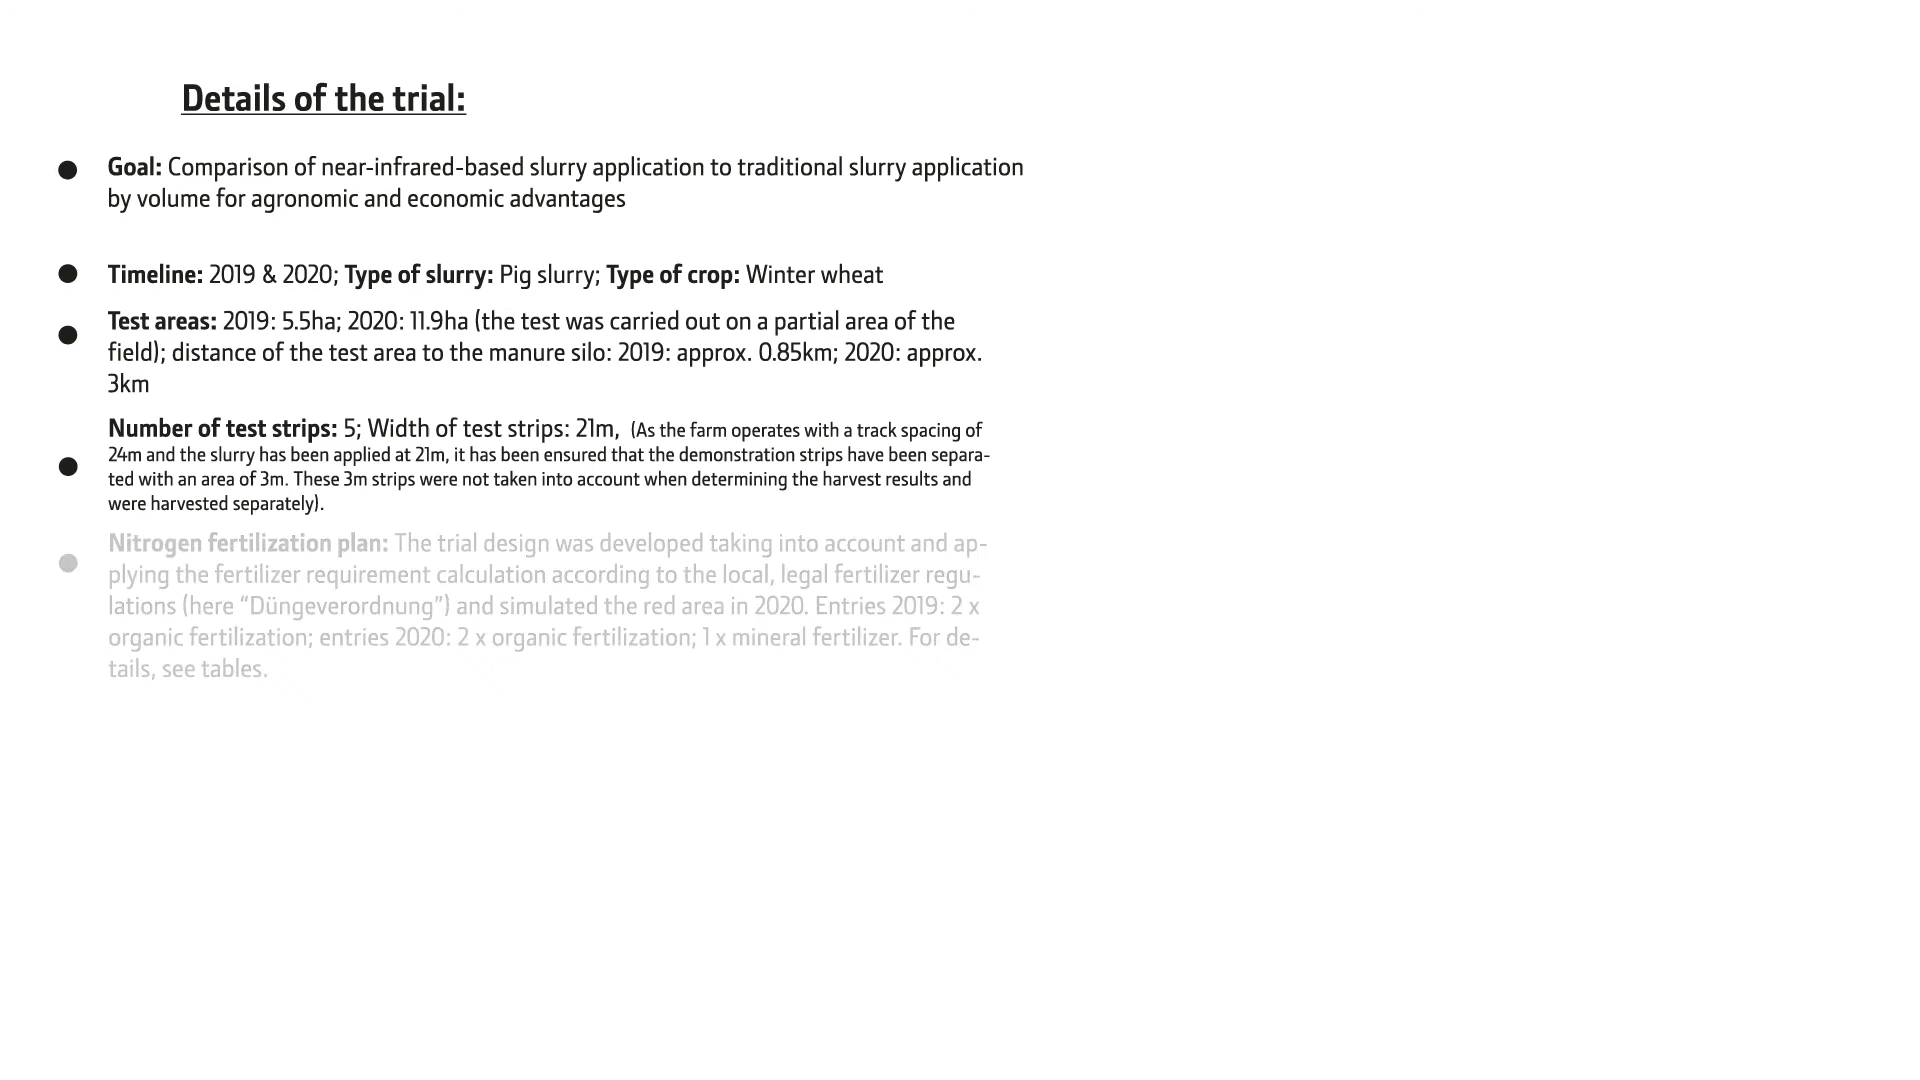 Details of the trial:
Goal: Comparison of near-infrared-based slurry application to traditional slurry application
by volume for agronomic and economic advantages
Timeline: 2019 & 2020; Type of slurry: Pig slurry; Type of crop: Winter wheat
Test areas: 2019: 5.5ha; 2020: 11.9ha (the test was carried out on a partial area of the
field); distance of the test area to the manure silo: 2019: approx. 0.85km; 2020: approx.
3km
Number of test strips: 5; Width of test strips: 21m, (As the farm operates with a track spacing of
24m and the slurry has been applied at 21m, it has been ensured that the demonstration strips have been separa-
ted with an area of 3m. These 3m strips were not taken into account when determining the harvest results and
were harvested separately).
Nitrogen fertilization plan: The trial design was developed taking into account and ap-
plying the fertilizer requirement calculation according to the local, legal fertilizer regu-
lations (here “Düngeverordnung”) and simulated the red area in 2020. Entries 2019: 2 x
organic fertilization; entries 2020: 2 x organic fertilization; 1 x mineral fertilizer. For de-
tails, see tables.